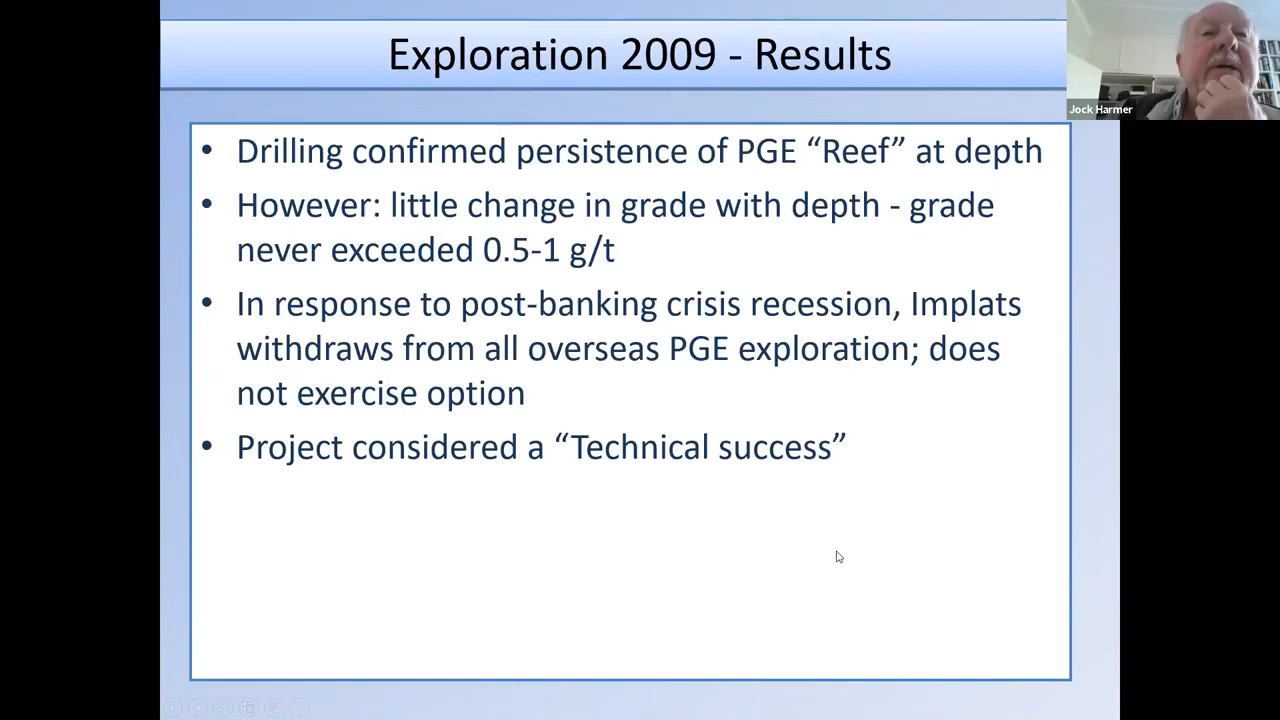 Exploration 2009 - Results
Jock Harmer
• Drilling confirmed persistence of PGE “Reef” at depth
• However: little change in grade with depth - grade
never exceeded 0.5-1 g/t
• In response to post-banking crisis recession, Implats
withdraws from all overseas PGE exploration; does
not exercise option
• Project considered a “Technical success”